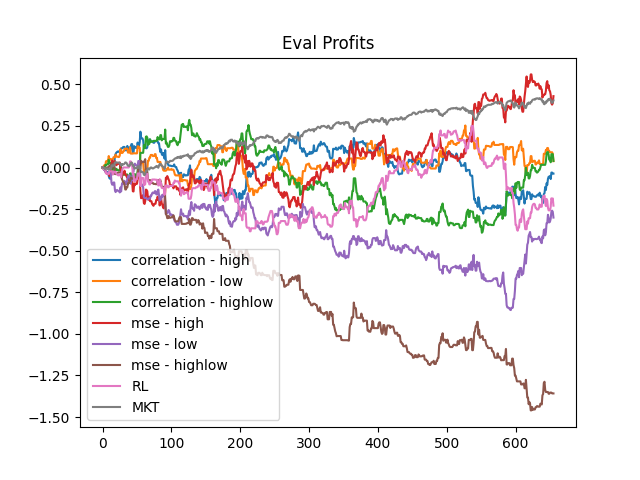 Eval Profits
0.50
0.25
0.00
−0.25
−0.50
−0.75
−1.00
−1.25
−1.50
correlation - high
correlation - low
correlation - highlow
mse - high
mse - low
mse - highlow
RL
MKT
0 100 200 300 400 500 600